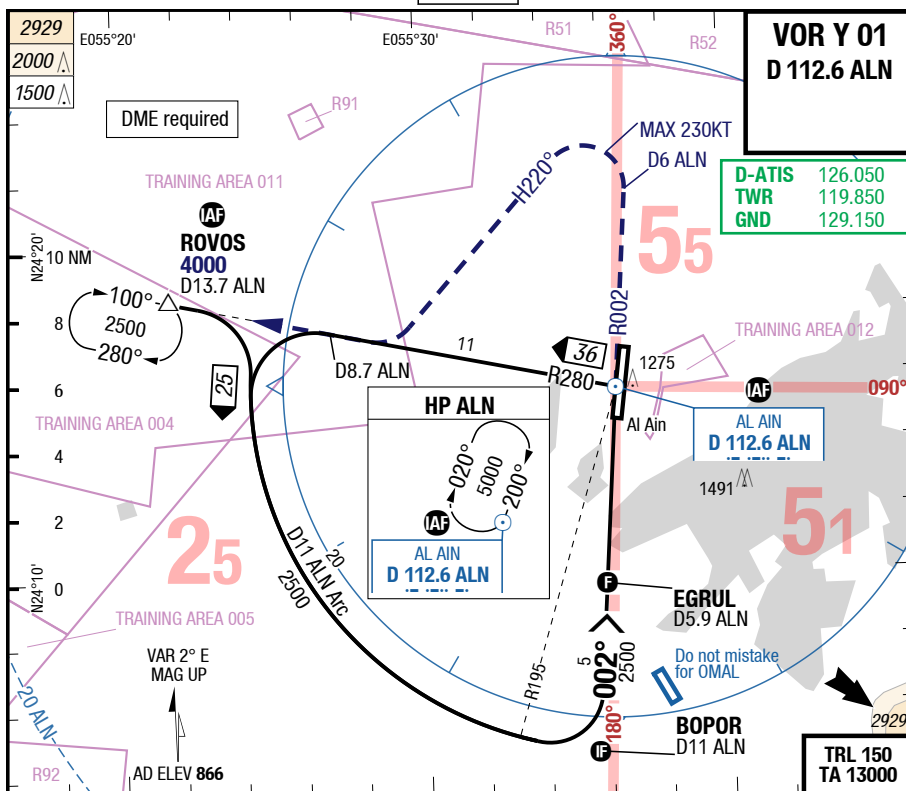 2929
2000
1500
E055°20'
E055°30'
R51
360°
R52
VOR Y 01
D 112.6 ALN
DME required
R91
MAX 230KT
D6 ALN
D-ATIS 126.050
TWR 119.850
GND 129.150
TRAINING AREA 011
H220°
IAF
ROVOS
4000
D13.7 ALN
55
N24°20'
10 NM
100°
2500
280°
8
R002
TRAINING AREA 012
11
36
D8.7 ALN
R280
1275
25
6
IAF
090°
HP ALN
Al Ain
AL AIN
D 112.6 ALN
TRAINING AREA 004
020°
5000
200°
4
1491
IAF
2
AL AIN
D 112.6 ALN
25
51
20
D11 ALN Arc
2500
N24°10'
0
F
EGRUL
D5.9 ALN
TRAINING AREA 005
R195
5
002°
2500
Do not mistake
for OMAL
VAR 2° E
MAG UP
20 ALN
180°
BOPOR
D11 ALN
IF
2929
R92
AD ELEV 866
TRL 150
TA 13000